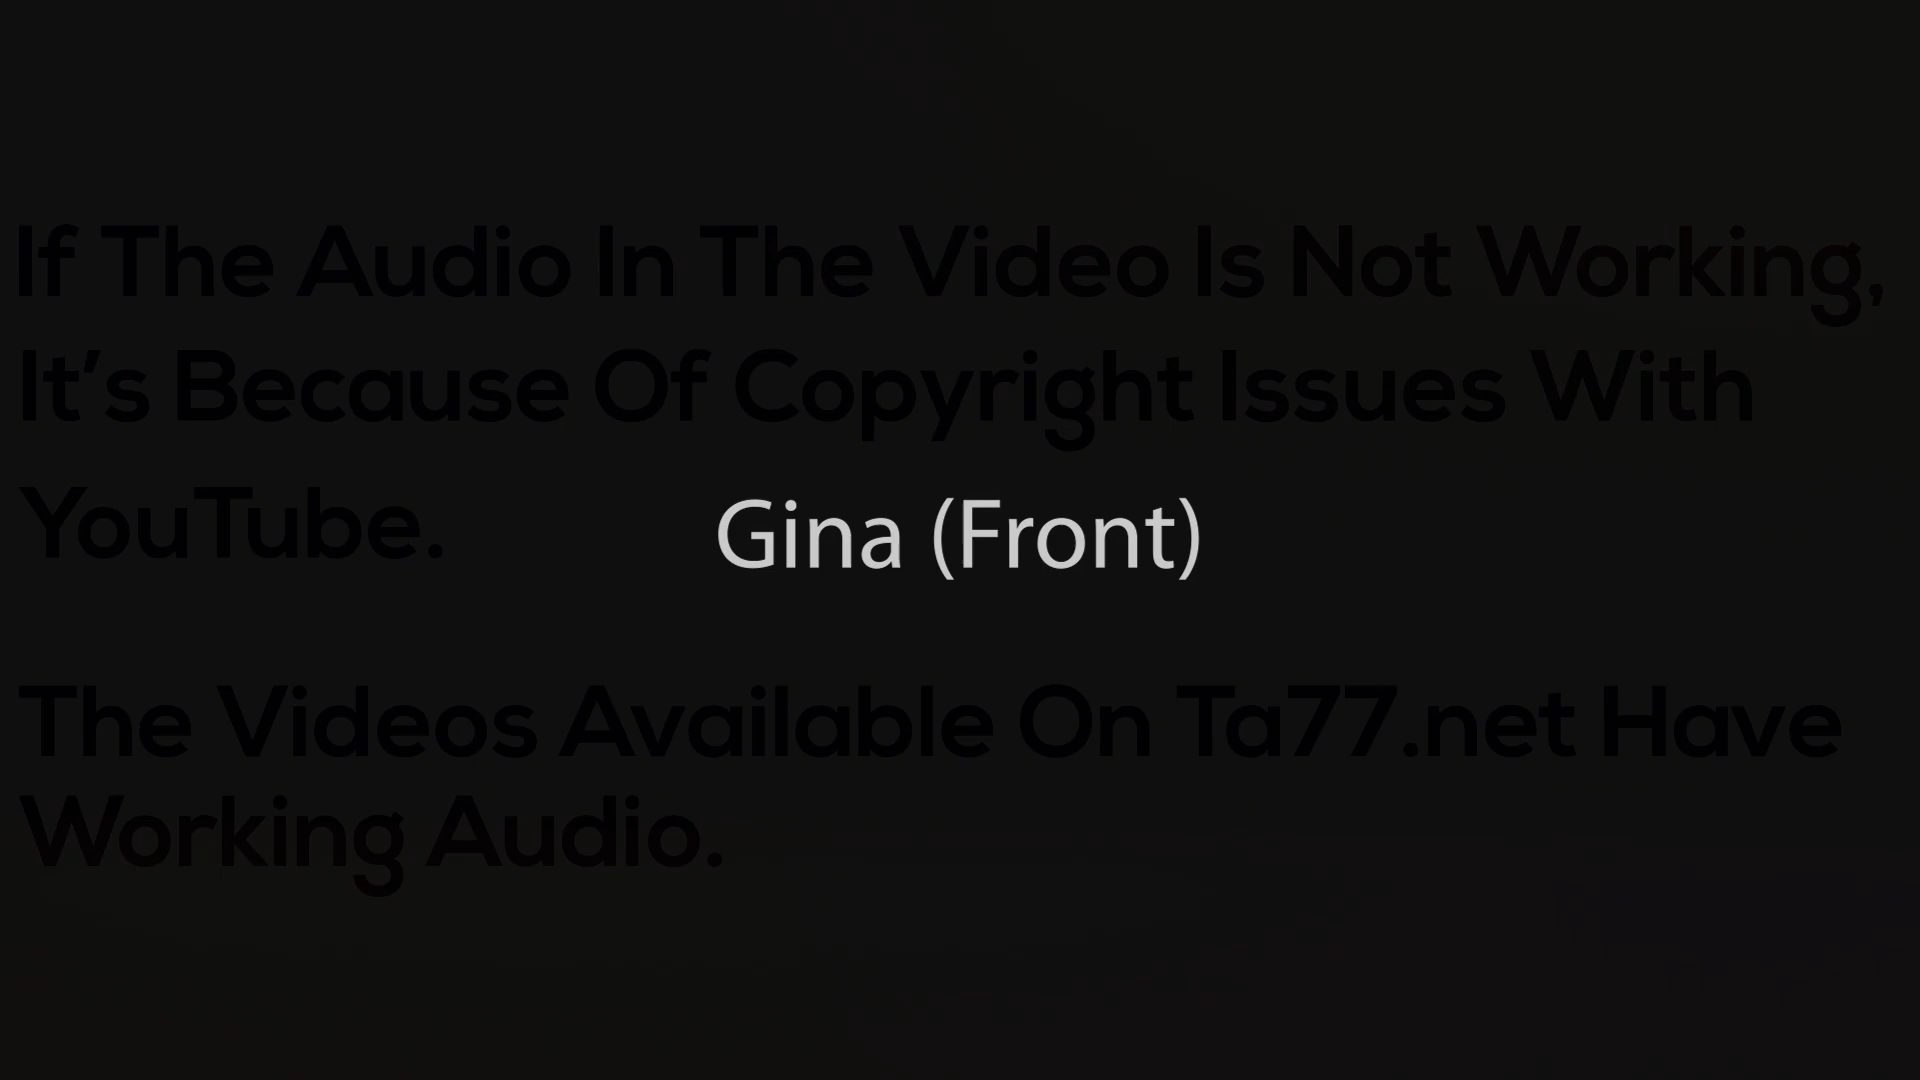 If The Audio In The Video Is Not Working,
It's Because Of Copyright Issues With
YouTube.
Gina (Front)
The Videos Available On Ta77.net Have
Working Audio.